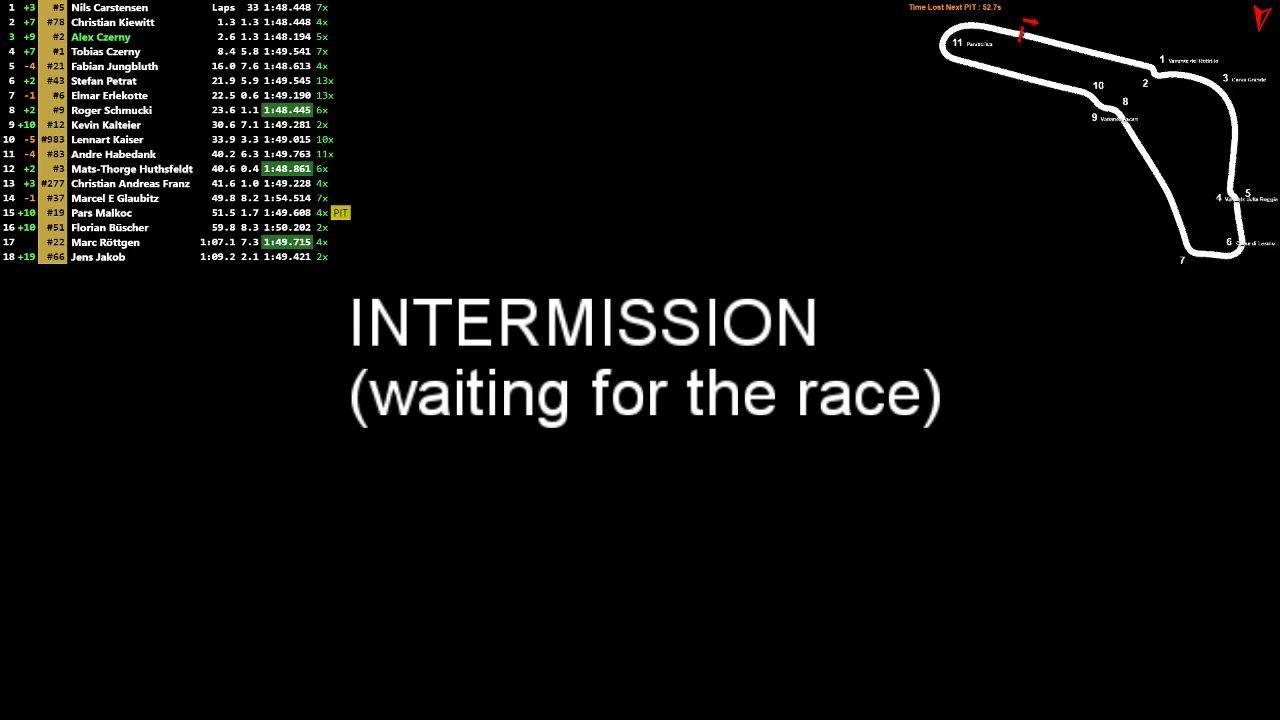 1 +3 #5 Nils Carstensen Laps 33 1:48.448 7x
2 +7 #78 Christian Kiewitt 1.3 1.3 1:48.448 4x
3 +9 #2 Alex Czerny 2.6 1.3 1:48.194 5x
4 +7 #1 Tobias Czerny 8.4 5.8 1:49.541 7x
5 -4 #21 Fabian Jungbluth 16.0 7.6 1:48.613 4x
6 +2 #43 Stefan Petrat 21.9 5.9 1:49.545 13x
7 -1 #6 Elmar Erlekotte 22.5 0.6 1:49.190 13x
8 +2 #9 Roger Schmucki 23.6 1.1 1:48.445 6x
9 +10 #12 Kevin Kalteier 30.6 7.1 1:49.281 2x
10 -5 #983 Lennart Kaiser 33.9 3.3 1:49.015 10x
11 -4 #83 Andre Habedank 40.2 6.3 1:49.763 11x
12 +2 #3 Mats-Thorge Huthsfeldt 40.6 0.4 1:48.861 6x
13 +3 #277 Christian Andreas Franz 41.6 1.0 1:49.228 4x
14 -1 #37 Marcel E Glaubitz 49.8 8.2 1:54.514 7x
15 +10 #19 Pars Malkoc 51.5 1.7 1:49.608 4x PIT
16 +10 #51 Florian Büscher 59.8 8.3 1:50.202 2x
17 #22 Marc Röttgen 1:07.1 7.3 1:49.715 4x
18 +19 #66 Jens Jakob 1:09.2 2.1 1:49.421 2x
Time Lost Next PIT : 52.7s
11 Parabolica
1 Variante del Rettifilo
2
3 Curva Grande
10
8
9
4
5
6
7
INTERMISSION
(waiting for the race)